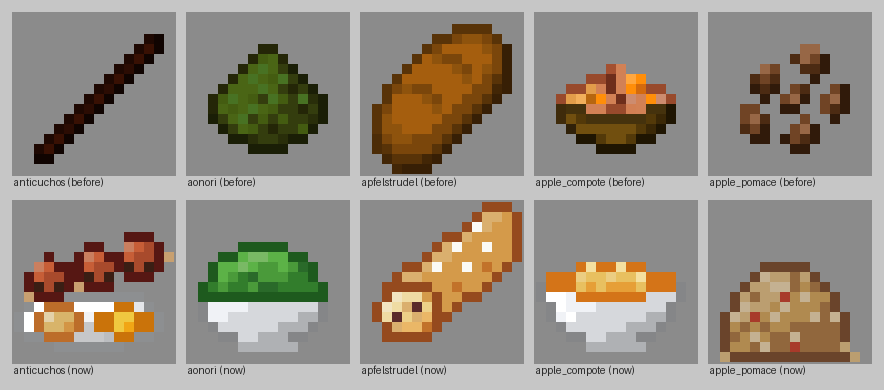 anticuchos (before) aonori (before) apfelstrudel (before) apple_compote (before) apple_pomace (before)
anticuchos (now) aonori (now) apfelstrudel (now) apple_compote (now) apple_pomace (now)